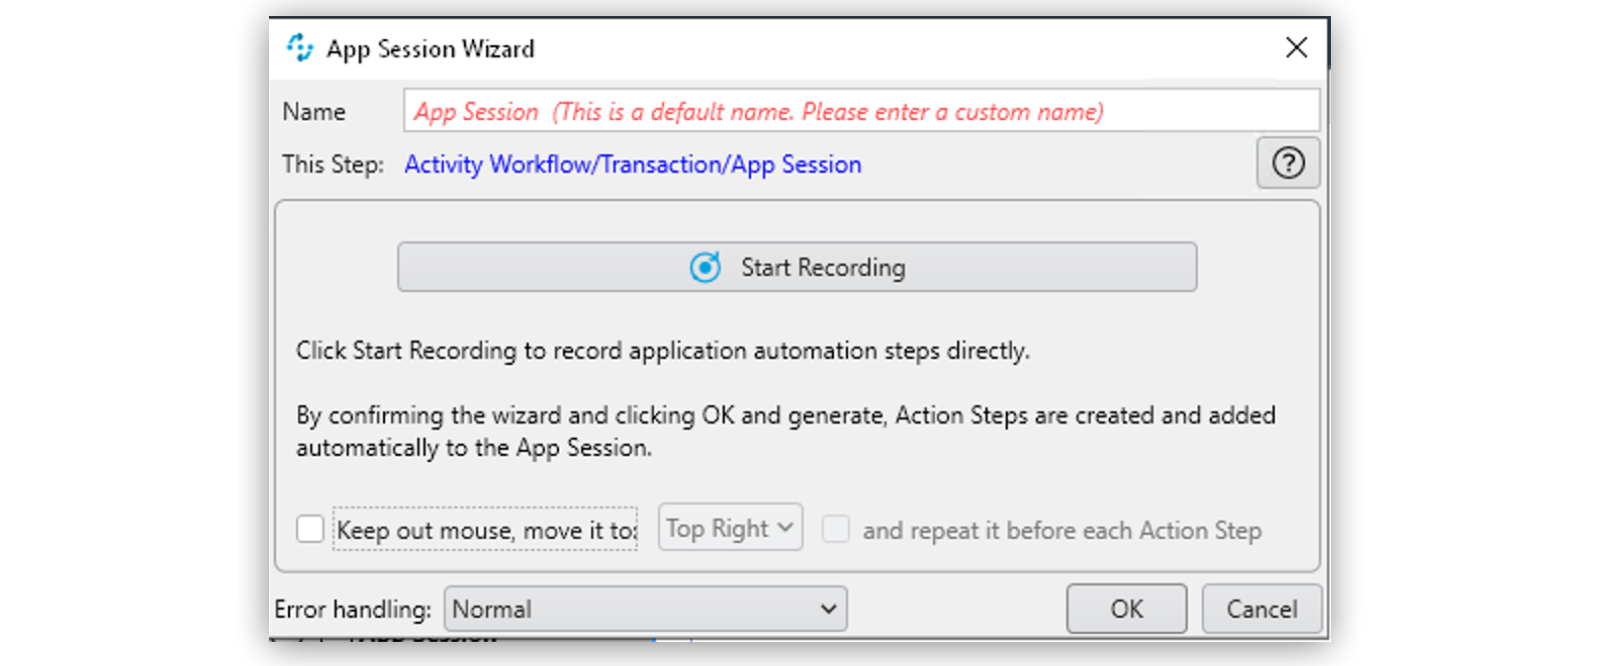 App Session Wizard
Name App Session (This is a default name. Please enter a custom name)
This Step: Activity Workflow/Transaction/App Session
Start Recording
Click Start Recording to record application automation steps directly.
By confirming the wizard and clicking OK and generate, Action Steps are created and added
automatically to the App Session.
Keep out mouse, move it to: Top Right and repeat it before each Action Step
Error handling: Normal OK Cancel